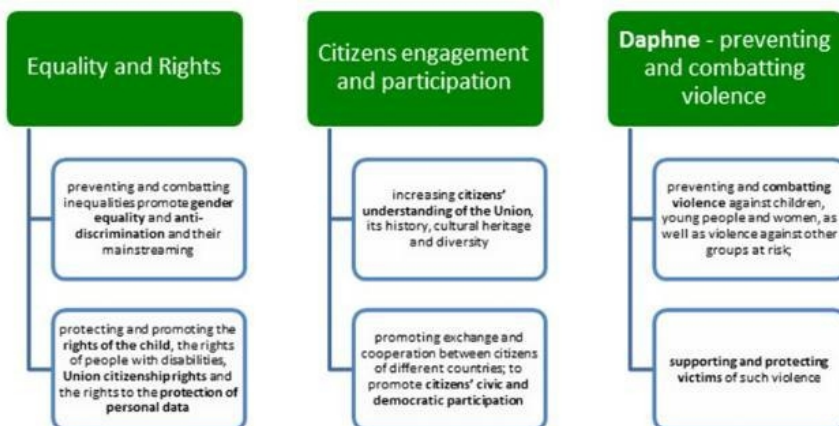 Equality and Rights
preventing and combatting
inequalities promote gender
equality and anti-
discrimination and their
mainstreaming
protecting and promoting the
rights of the child, the rights
of people with disabilities,
Union citizenship rights and
the rights to the protection of
personal data
Citizens engagement
and participation
increasing citizens'
understanding of the Union,
its history, cultural heritage
and diversity
promoting exchange and
cooperation between citizens
of different countries; to
promote citizens' civic and
democratic participation
Daphne - preventing
and combatting
violence
preventing and combatting
violence against children,
young people and women, as
well as violence against other
groups at risk;
supporting and protecting
victims of such violence